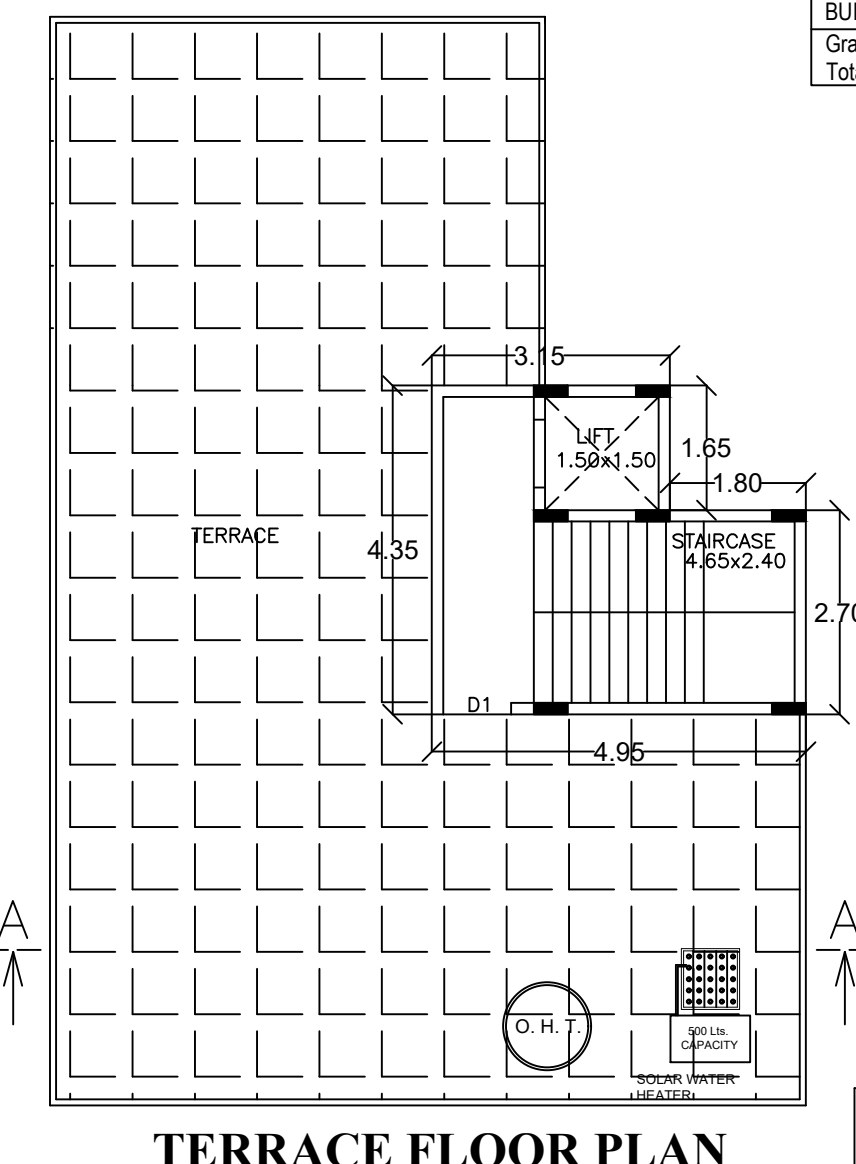 BUI
Gra
Tota
3.15
LIFT
1.50x1.50
1.65
1.80
TERRACE
4.35
STAIRCASE
4.65x2.40
2.70
D1
4.95
A
A
O. H. T.
500 Lts.
CAPACITY
SOLAR WATER
HEATER
TERRACE FLOOR PLAN